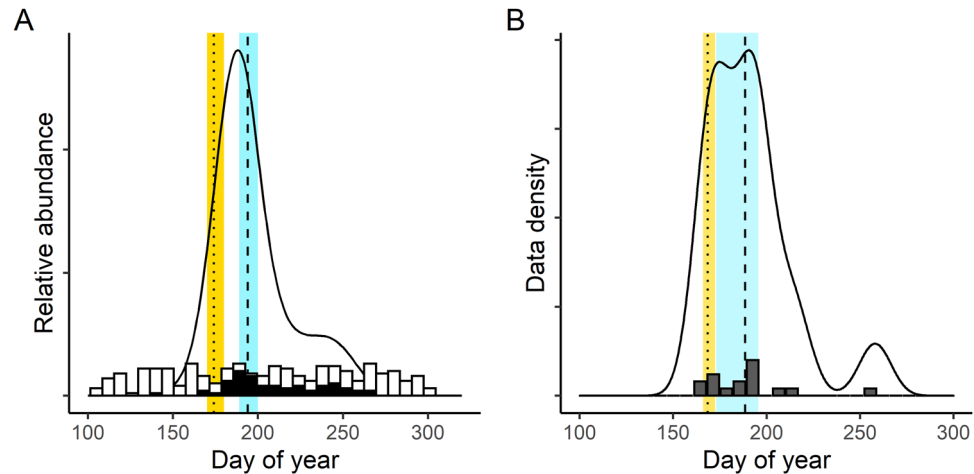 A
B
Relative abundance
100 150 200 250 300
Day of year
Data density
100 150 200 250 300
Day of year